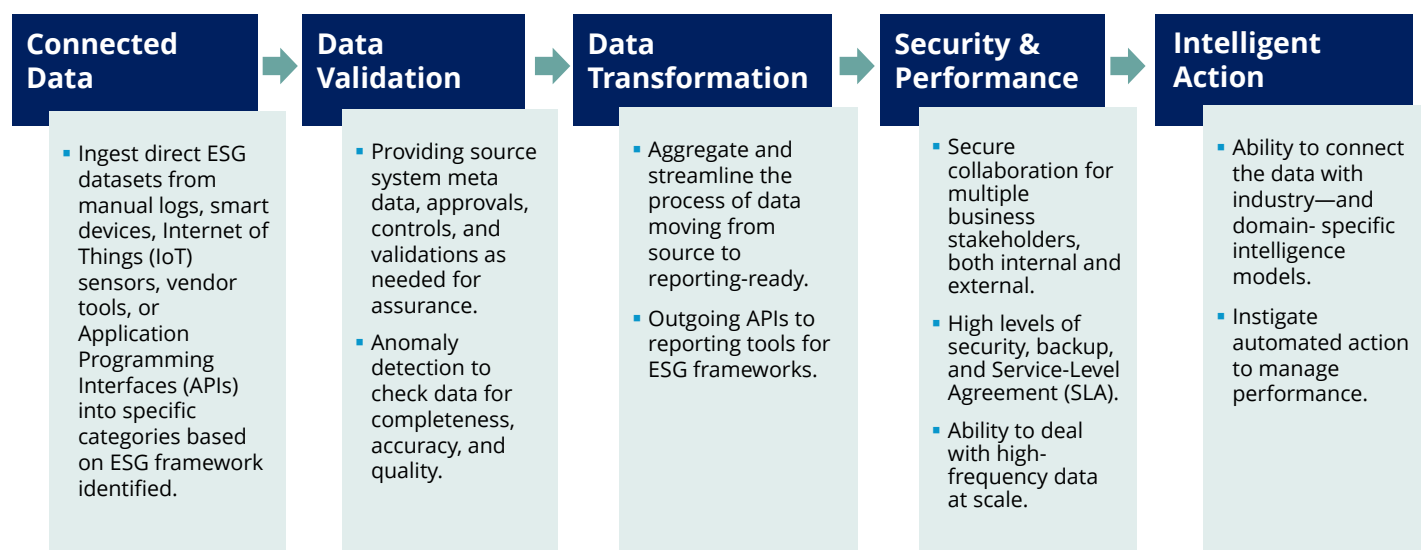 Connected
Data
▪ Ingest direct ESG
datasets from
manual logs, smart
devices, Internet of
Things (IoT)
sensors, vendor
tools, or
Application
Programming
Interfaces (APIs)
into specific
categories based
on ESG framework
identified.
Data
Validation
▪ Providing source
system meta
data, approvals,
controls, and
validations as
needed for
assurance.
▪ Anomaly
detection to
check data for
completeness,
accuracy, and
quality.
Data
Transformation
▪ Aggregate and
streamline the
process of data
moving from
source to
reporting-ready.
▪ Outgoing APIs to
reporting tools for
ESG frameworks.
Security &
Performance
▪ Secure
collaboration for
multiple
business
stakeholders,
both internal and
external.
▪ High levels of
security, backup,
and Service-Level
Agreement (SLA).
▪ Ability to deal
with high-
frequency data
at scale.
Intelligent
Action
▪ Ability to connect
the data with
industry—and
domain- specific
intelligence
models.
▪ Instigate
automated action
to manage
performance.